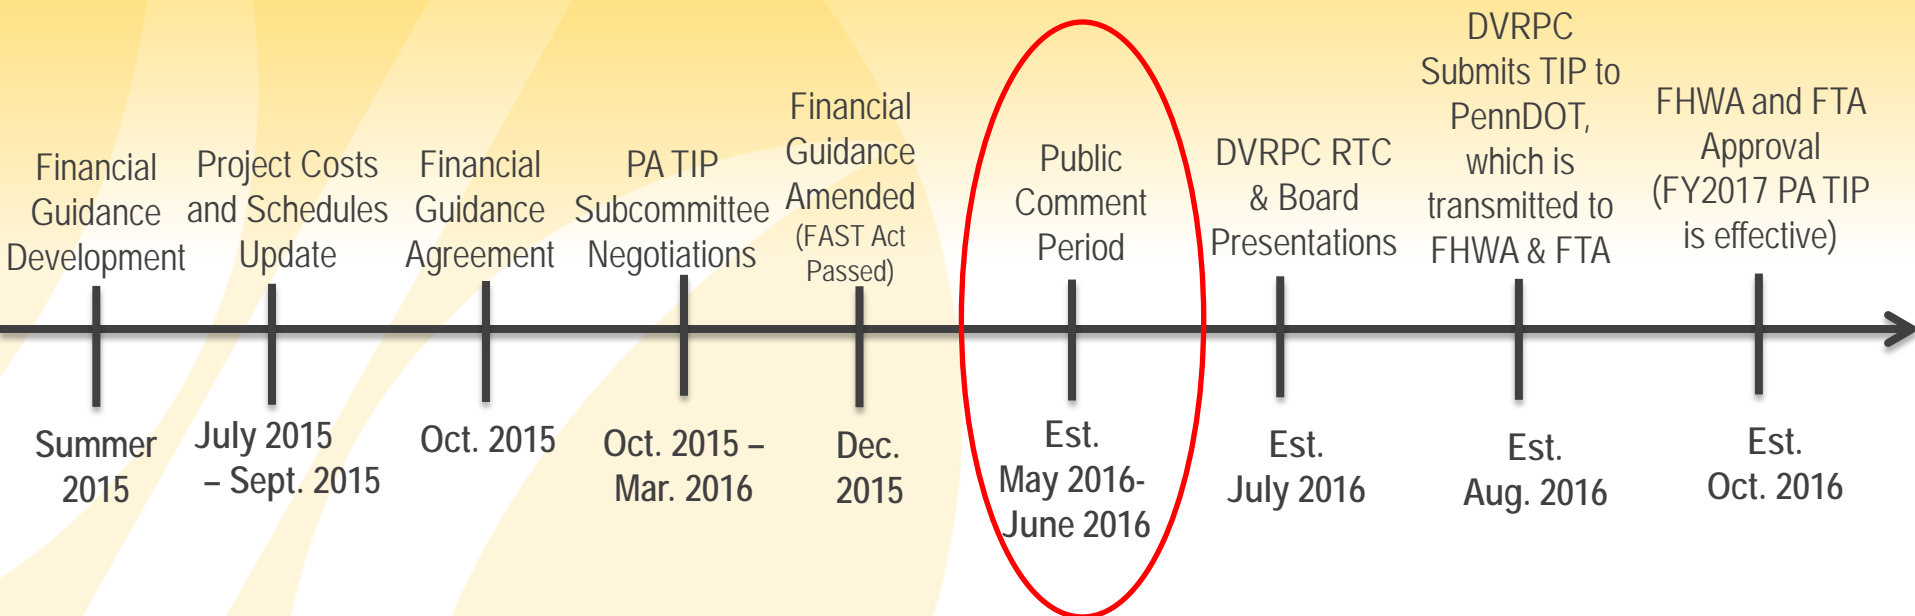 Financial
Guidance
Development
Summer
2015
Project Costs
and Schedules
Update
July 2015
– Sept. 2015
Financial
Guidance
Agreement
Oct. 2015
PA TIP
Subcommittee
Negotiations
Oct. 2015 –
Mar. 2016
Financial
Guidance
Amended
(FAST Act
Passed)
Dec.
2015
Public
Comment
Period
Est.
May 2016-
June 2016
DVRPC RTC
& Board
Presentations
Est.
July 2016
DVRPC
Submits TIP to
PennDOT,
which is
transmitted to
FHWA & FTA
Est.
Aug. 2016
FHWA and FTA
Approval
(FY2017 PA TIP
is effective)
Est.
Oct. 2016